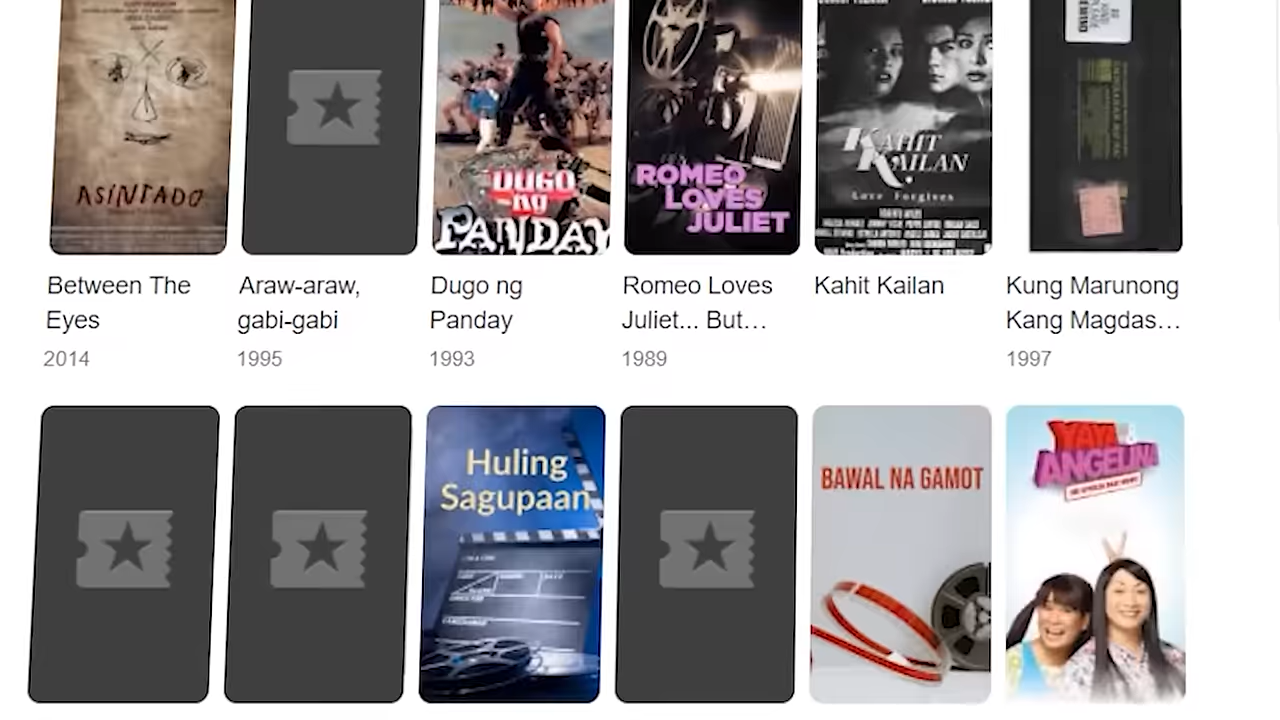 ASINTADO
DUGO
ng
PANDAY
ROMEO
LOVES
JULIET
KAHIT
KAILAN
Love Forgives
Between The
Eyes
2014
Araw-araw,
gabi-gabi
1995
Dugo ng
Panday
1993
Romeo Loves
Juliet... But…
1989
Kahit Kailan
Kung Marunong
Kang Magdas…
1997
Huling
Sagupaan
BAWAL NA GAMOT
YAYA &
ANGELINA